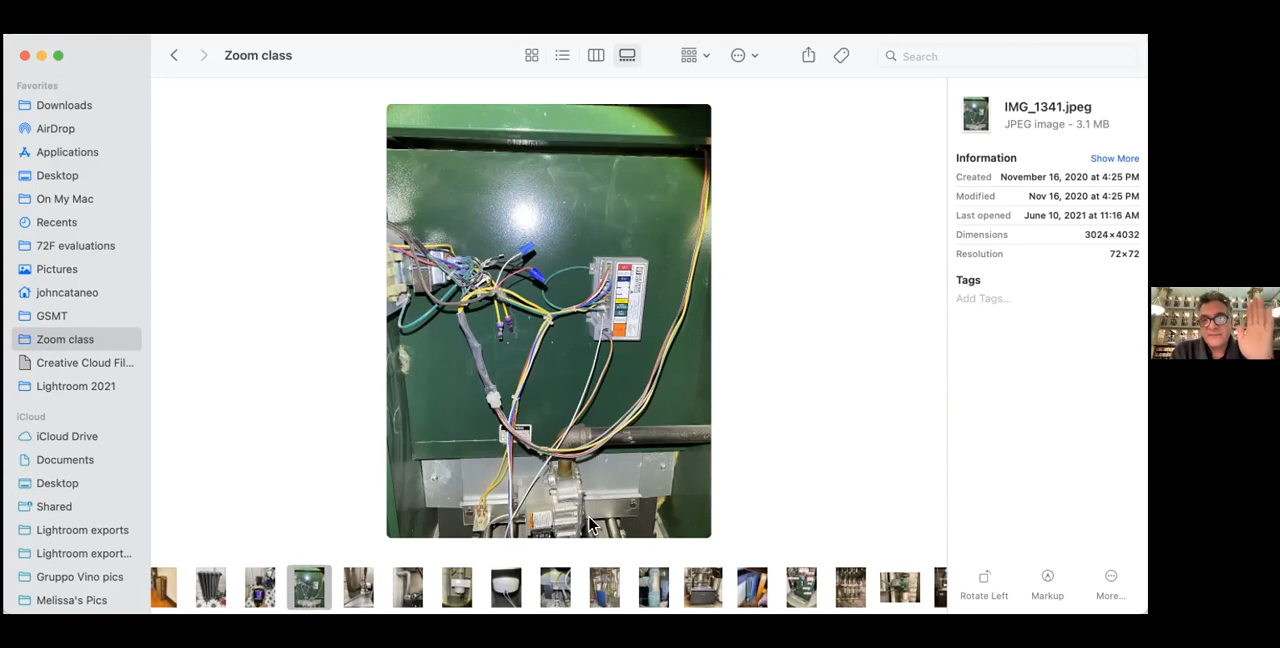 Zoom class
Search
Favorites
Downloads
AirDrop
Applications
Desktop
On My Mac
Recents
72F evaluations
Pictures
johncataneo
GSMT
Zoom class
Creative Cloud Fil...
Lightroom 2021
iCloud
iCloud Drive
Documents
Desktop
Shared
Lightroom exports
Lightroom export...
Gruppo Vino pics
Melissa's Pics
IMG_1341.jpeg
JPEG image - 3.1 MB
Information Show More
Created November 16, 2020 at 4:25 PM
Modified Nov 16, 2020 at 4:25 PM
Last opened June 10, 2021 at 11:16 AM
Dimensions 3024×4032
Resolution 72×72
Tags
Add Tags...
Rotate Left Markup More...